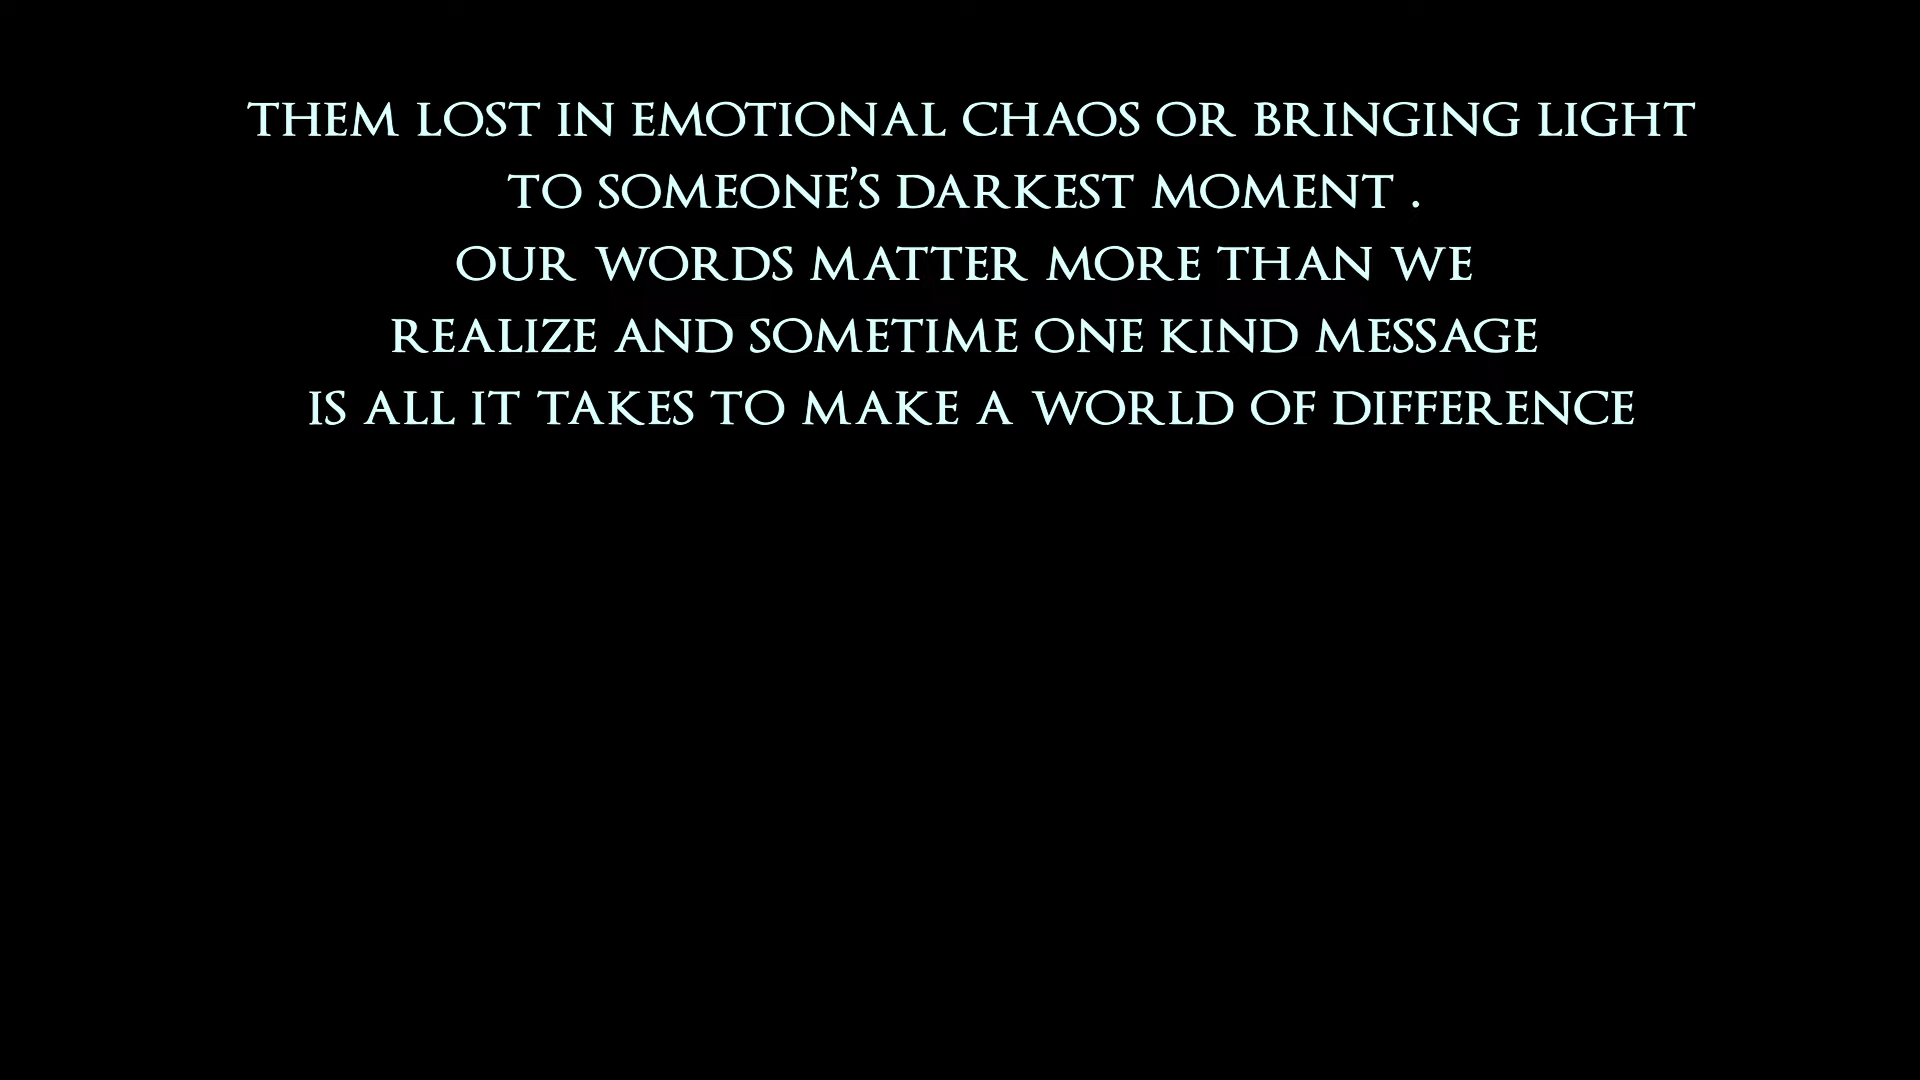 THEM LOST IN EMOTIONAL CHAOS OR BRINGING LIGHT
TO SOMEONE'S DARKEST MOMENT .
OUR WORDS MATTER MORE THAN WE
REALIZE AND SOMETIME ONE KIND MESSAGE
IS ALL IT TAKES TO MAKE A WORLD OF DIFFERENCE